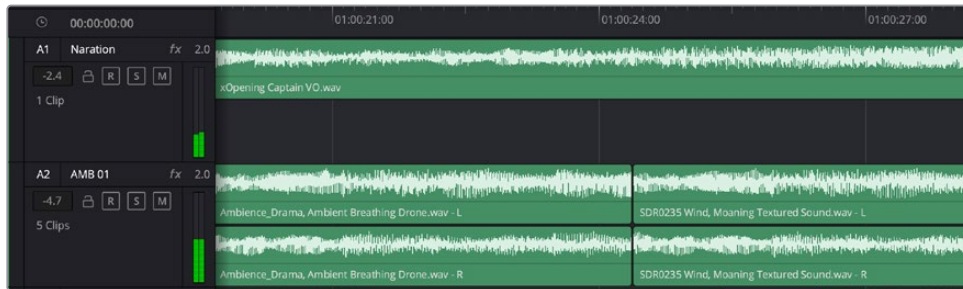 00:00:00:00 01:00:21:00 01:00:24:00 01:00:27:00
A1 Naration fx 2.0
-2.4 R S M
xOpening Captain VO.wav
1 Clip
A2 AMB 01 fx 2.0
-4.7 R S M
Ambience_Drama, Ambient Breathing Drone.wav - L SDR0235 Wind, Moaning Textured Sound.wav - L
5 Clips
Ambience_Drama, Ambient Breathing Drone.wav - R SDR0235 Wind, Moaning Textured Sound.wav - R